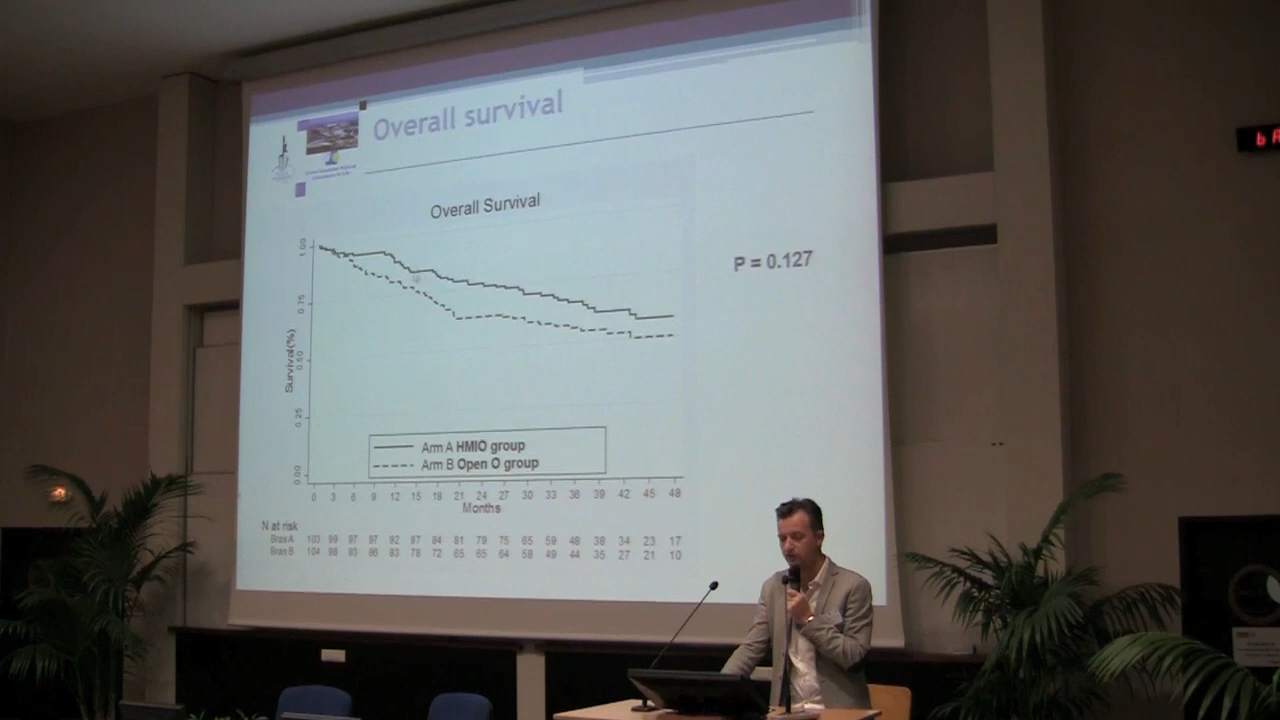 Overall survival
Overall Survival
P = 0.127
Survival(%)
1.00
0.75
0.50
0.25
0.00
Arm A HMIO group
Arm B Open O group
0 3 6 9 12 15 18 21 24 27 30 33 36 39 42 45 48
Months
N at risk
Bras A 103 99 97 97 92 87 84 81 79 75 65 59 48 38 34 23 17
Bras B 104 98 93 86 83 78 72 65 65 64 58 49 44 35 27 21 10